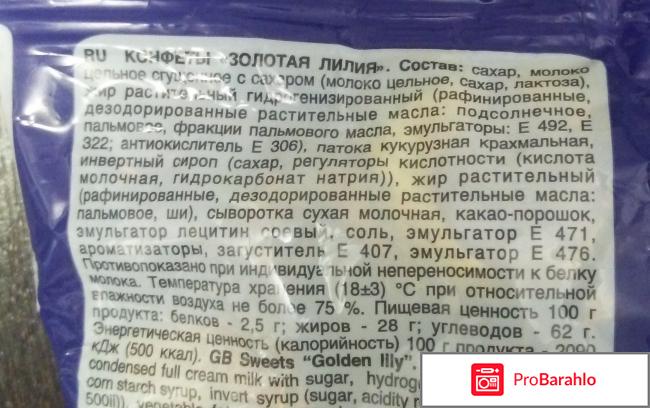 RU КОНФЕТЫ «ЗОЛОТАЯ ЛИЛИЯ». Состав: сахар, молоко
цельное сгущенное с сахаром (молоко цельное, сахар, лактоза),
жир растительный гидрогенизированный (рафинированные,
дезодорированные растительные масла: подсолнечное,
пальмовое, фракции пальмового масла, эмульгаторы: Е 492, Е
322; антиокислитель Е 306), патока кукурузная крахмальная,
инвертный сироп (сахар, регуляторы кислотности (кислота
молочная, гидрокарбонат натрия)), жир растительный
(рафинированные, дезодорированные растительные масла:
пальмовое, ши), сыворотка сухая молочная, какао-порошок,
эмульгатор лецитин соевый, соль, эмульгатор Е 471,
ароматизаторы, загуститель Е 407, эмульгатор Е 476.
Противопоказано при индивидуальной непереносимости к белку
молока. Температура хранения (18±3) °С при относительной
влажности воздуха не более 75 %. Пищевая ценность 100 г
продукта: белков - 2,5 г; жиров - 28 г; углеводов - 62 г.
Энергетическая ценность (калорийность) 100 г продукта - 2090
кДж (500 ккал). GB Sweets "Golden lily".
condensed full cream milk with sugar, hydrog
corn starch syrup, invert syrup (sugar, acidity r
500ii)), vegetable
ProBarahlo